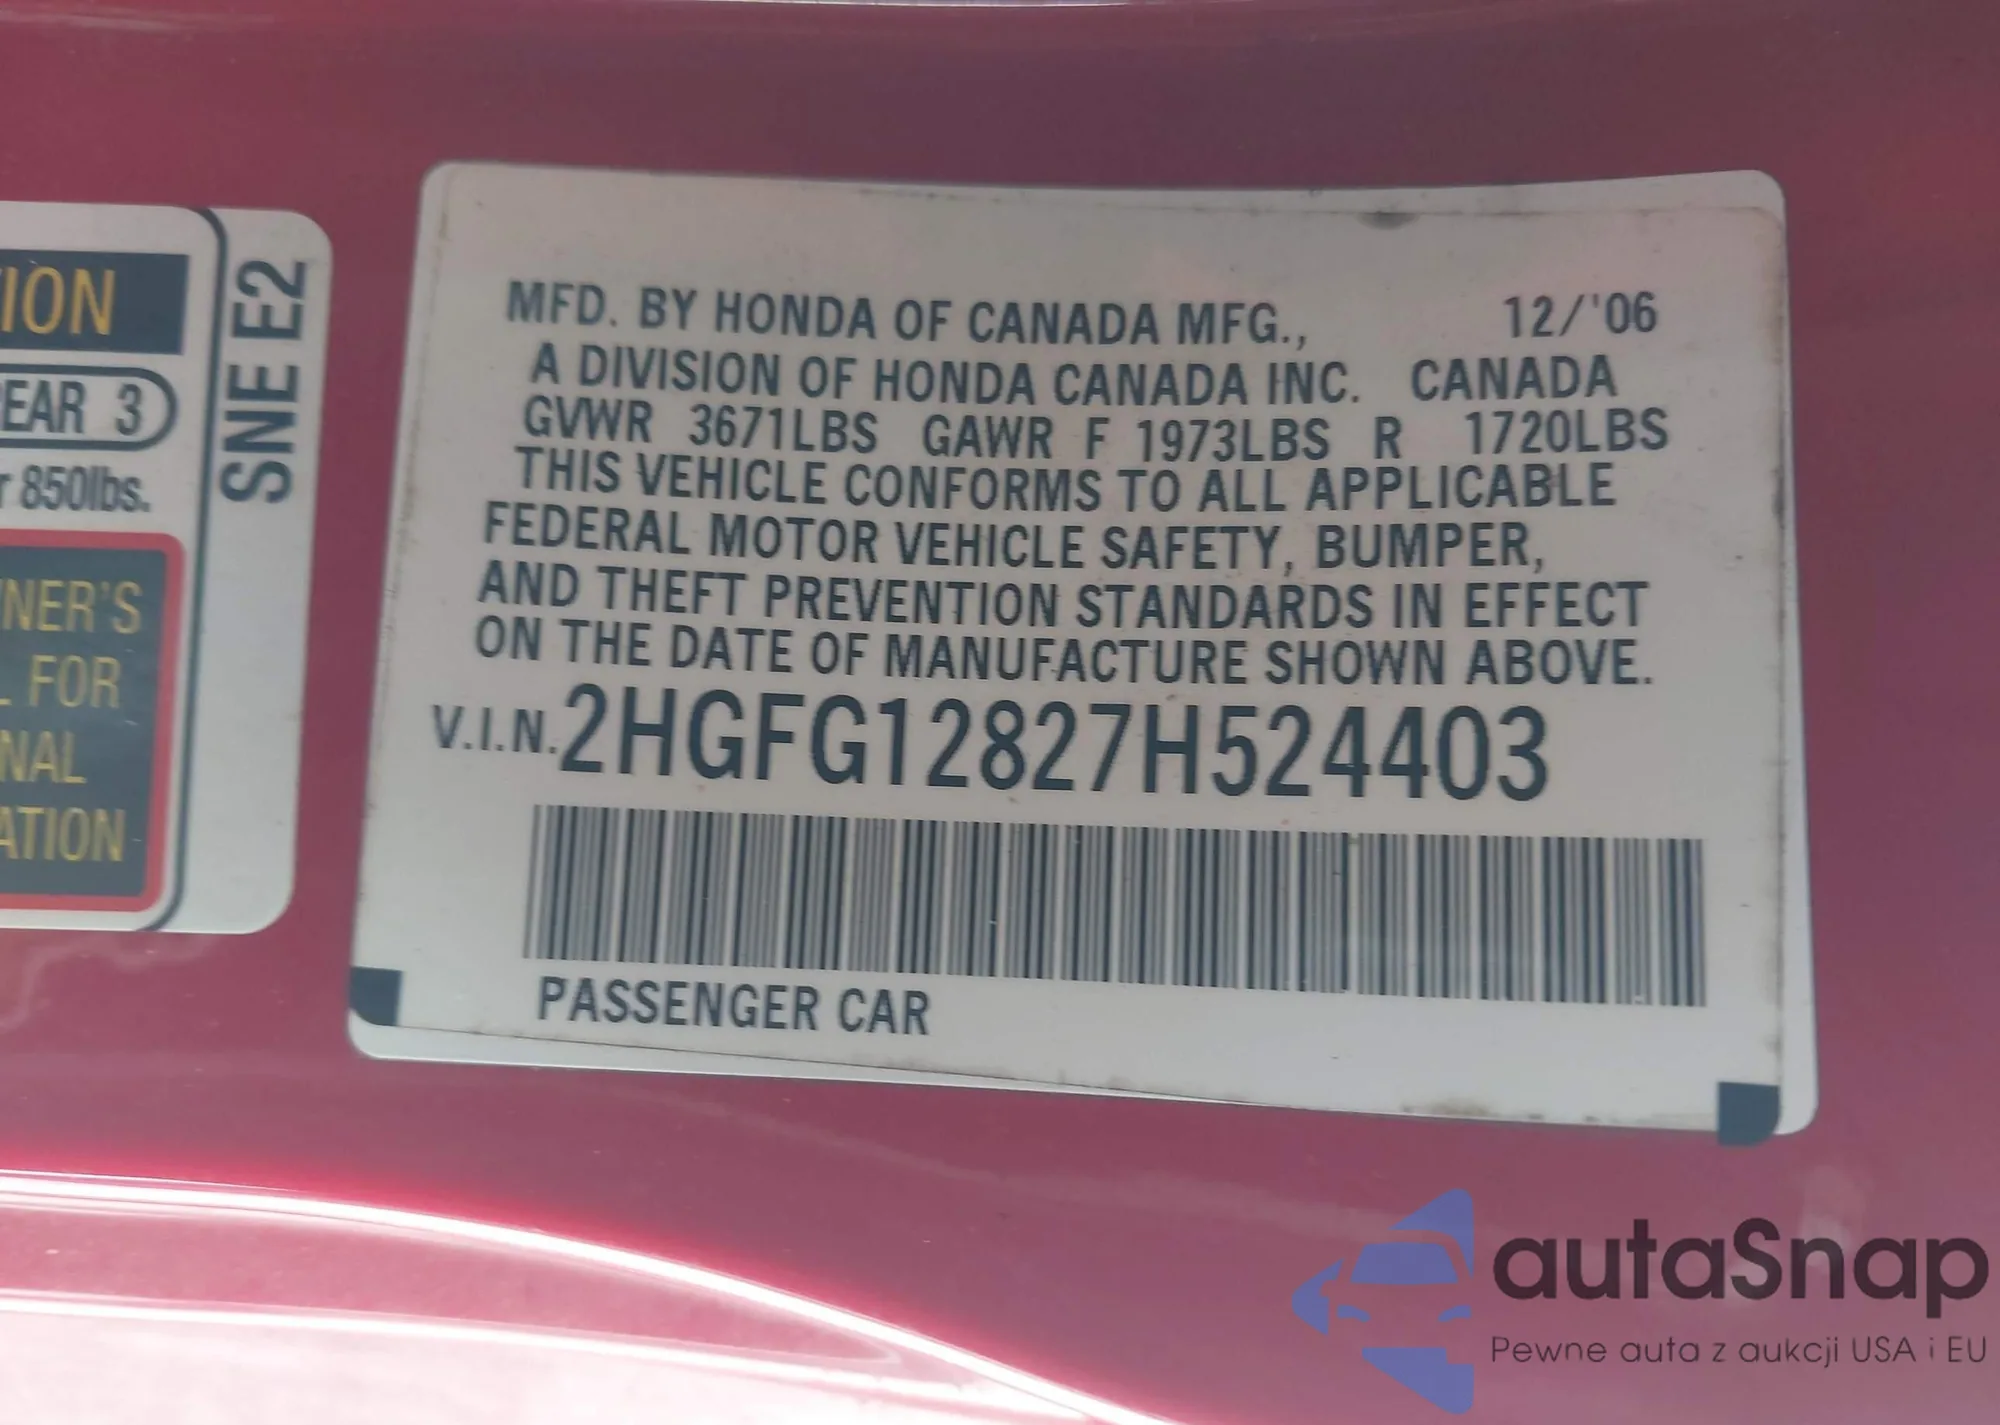 ION
EAR 3
r 850lbs.
NER'S
L FOR
NAL
ATION
SNE E2
MFD. BY HONDA OF CANADA MFG., 12/'06
A DIVISION OF HONDA CANADA INC. CANADA
GVWR 3671LBS GAWR F 1973LBS R 1720LBS
THIS VEHICLE CONFORMS TO ALL APPLICABLE
FEDERAL MOTOR VEHICLE SAFETY, BUMPER,
AND THEFT PREVENTION STANDARDS IN EFFECT
ON THE DATE OF MANUFACTURE SHOWN ABOVE.
V.I.N. 2HGFG12827H524403
PASSENGER CAR
autaSnap
Pewne auta z aukcji USA i EU